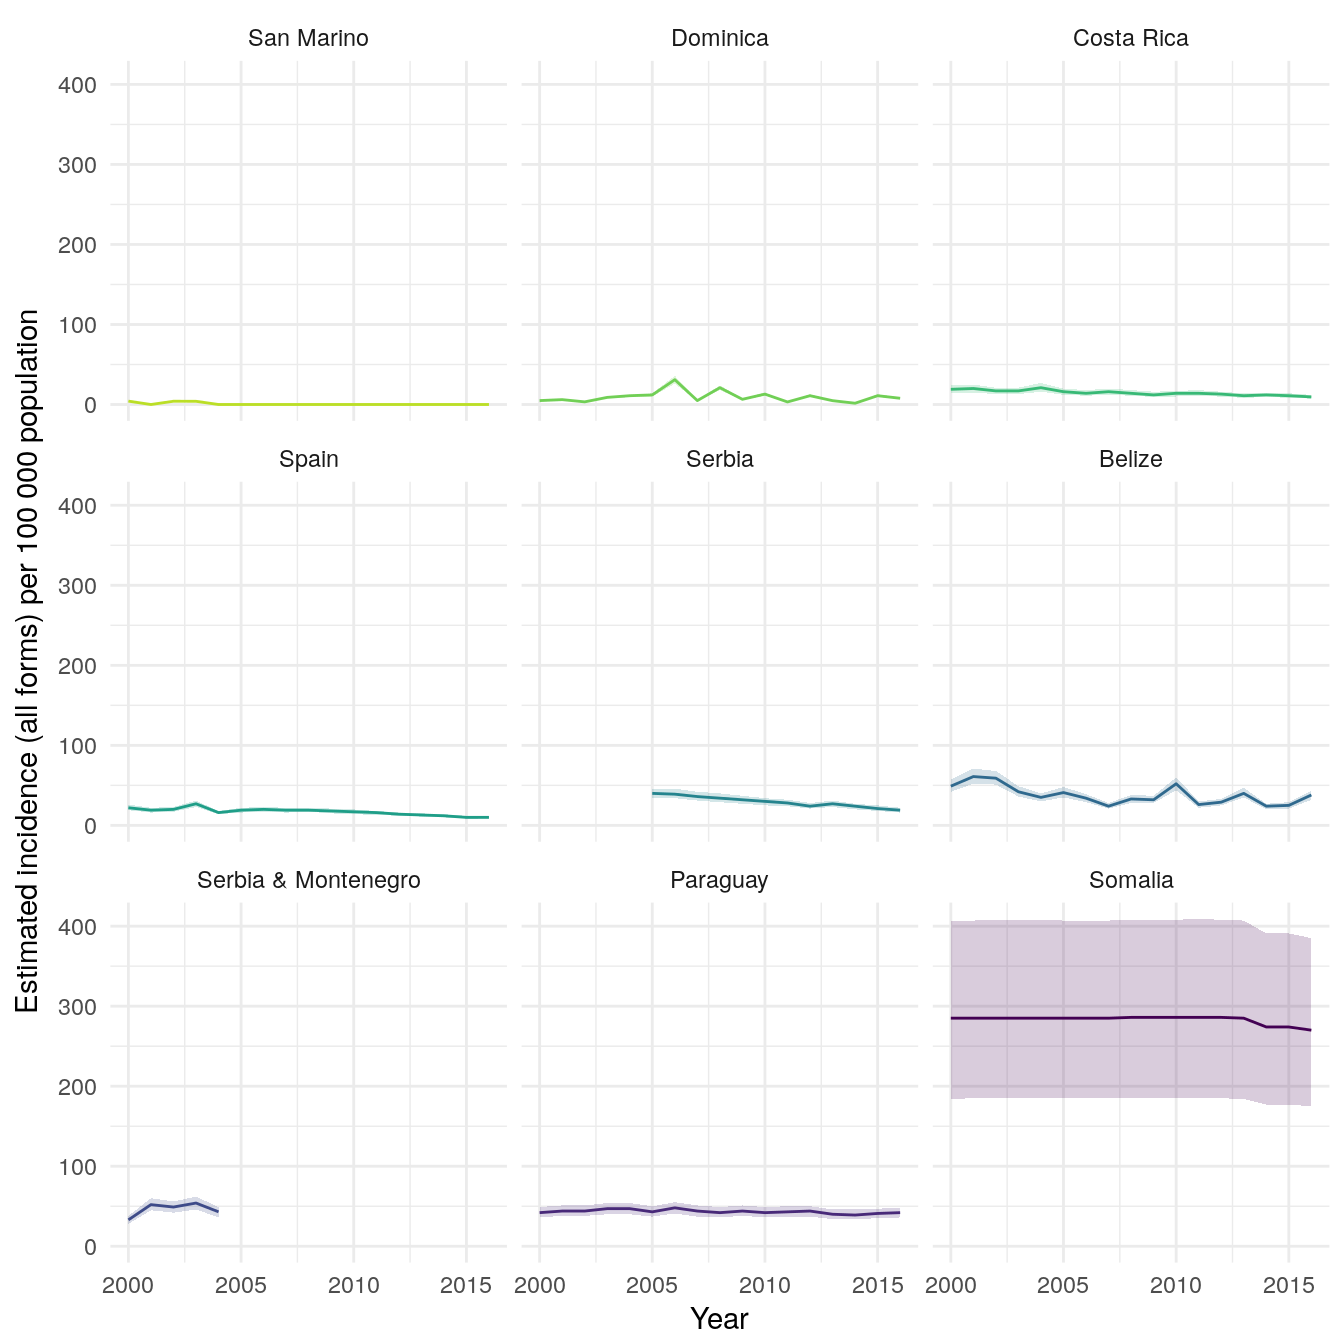 San Marino
Dominica
Costa Rica
400
300
200
100
0
Spain
Serbia
Belize
400
300
200
100
0
Serbia & Montenegro
Paraguay
Somalia
400
300
200
100
0
2000 2005 2010 2015
2000 2005 2010 2015
2000 2005 2010 2015
Year
Estimated incidence (all forms) per 100 000 population